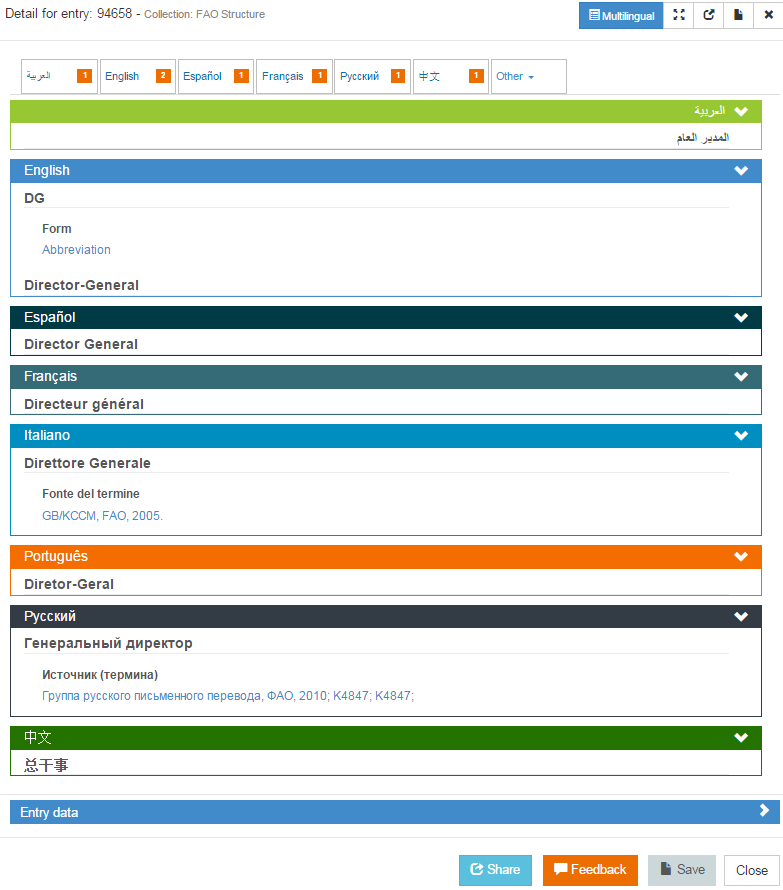 Detail for entry: 94658 - Collection: FAO Structure
Multilingual
العربية 1
English 2
Español 1
Français 1
Русский 1
中文 1
Other
العربية
المدير العام
English
DG
Form
Abbreviation
Director-General
Español
Director General
Français
Directeur général
Italiano
Direttore Generale
Fonte del termine
GB/KCCM, FAO, 2005.
Português
Diretor-Geral
Русский
Генеральный директор
Источник (термина)
Группа русского письменного перевода, ФАО, 2010; K4847; K4847;
中文
总干事
Entry data
Share
Feedback
Save
Close